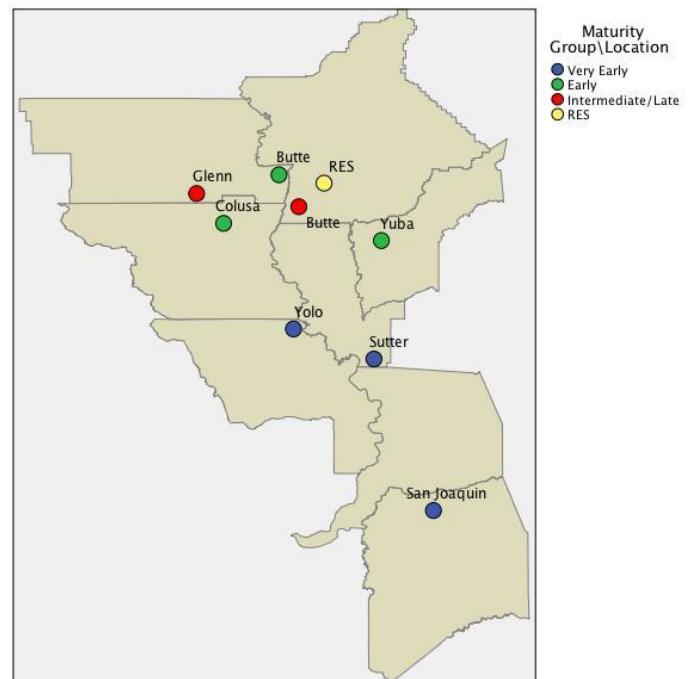 Maturity
Group\Location
Very Early
Early
Intermediate/Late
RES
Butte
RES
Glenn
Colusa
Butte
Yuba
Yolo
Sutter
San Joaquin